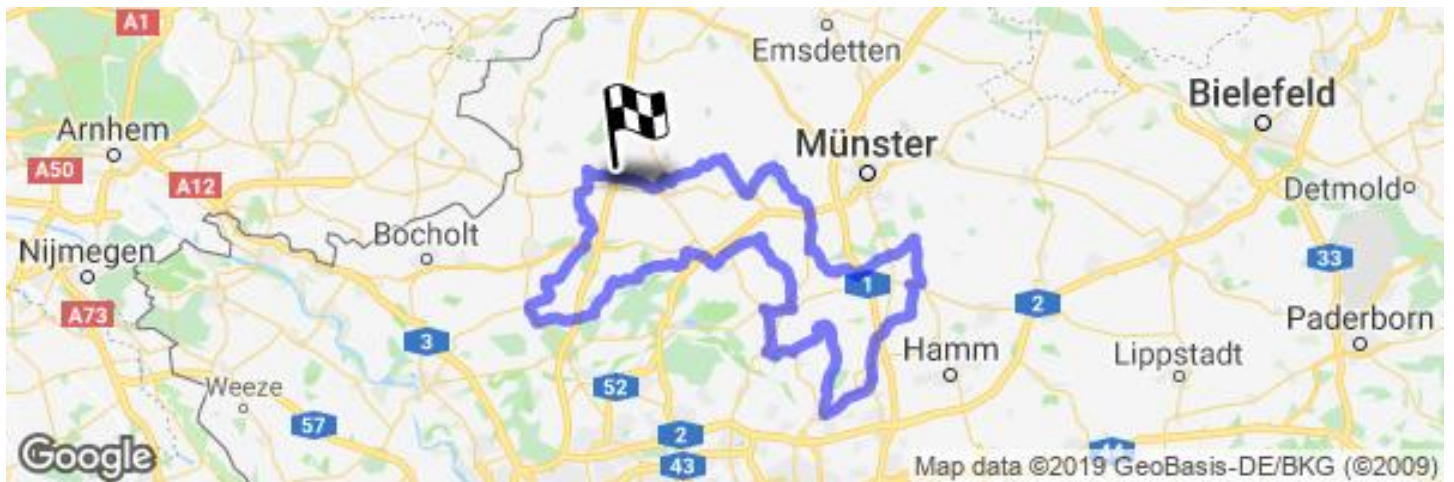 A1
Emsdetten
Bielefeld
Arnhem
Münster
A50
A12
Detmold
Bocholt
Nijmegen
33
1
A73
2
Paderborn
3
Hamm
Lippstadt
Weeze
52
57
2
43
Google
Map data ©2019 GeoBasis-DE/BKG (©2009)